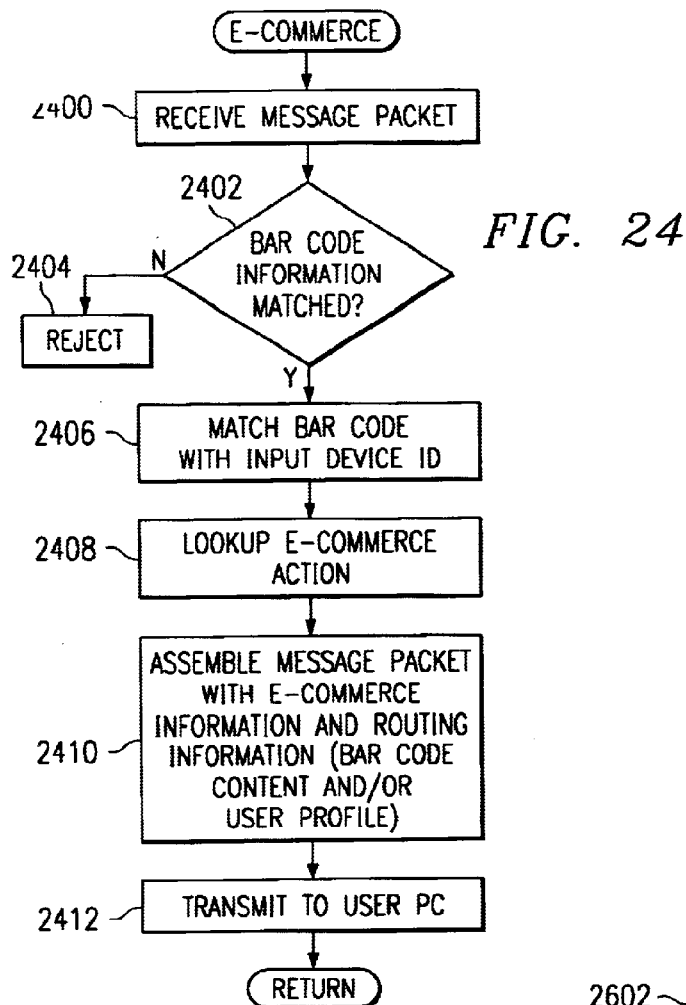 E-COMMERCE
2400
RECEIVE MESSAGE PACKET
2402
BAR CODE
INFORMATION
MATCHED?
FIG. 24
N
2404
REJECT
Y
2406
MATCH BAR CODE
WITH INPUT DEVICE ID
2408
LOOKUP E-COMMERCE
ACTION
2410
ASSEMBLE MESSAGE PACKET
WITH E-COMMERCE
INFORMATION AND ROUTING
INFORMATION (BAR CODE
CONTENT AND/OR
USER PROFILE)
2412
TRANSMIT TO USER PC
RETURN
2602